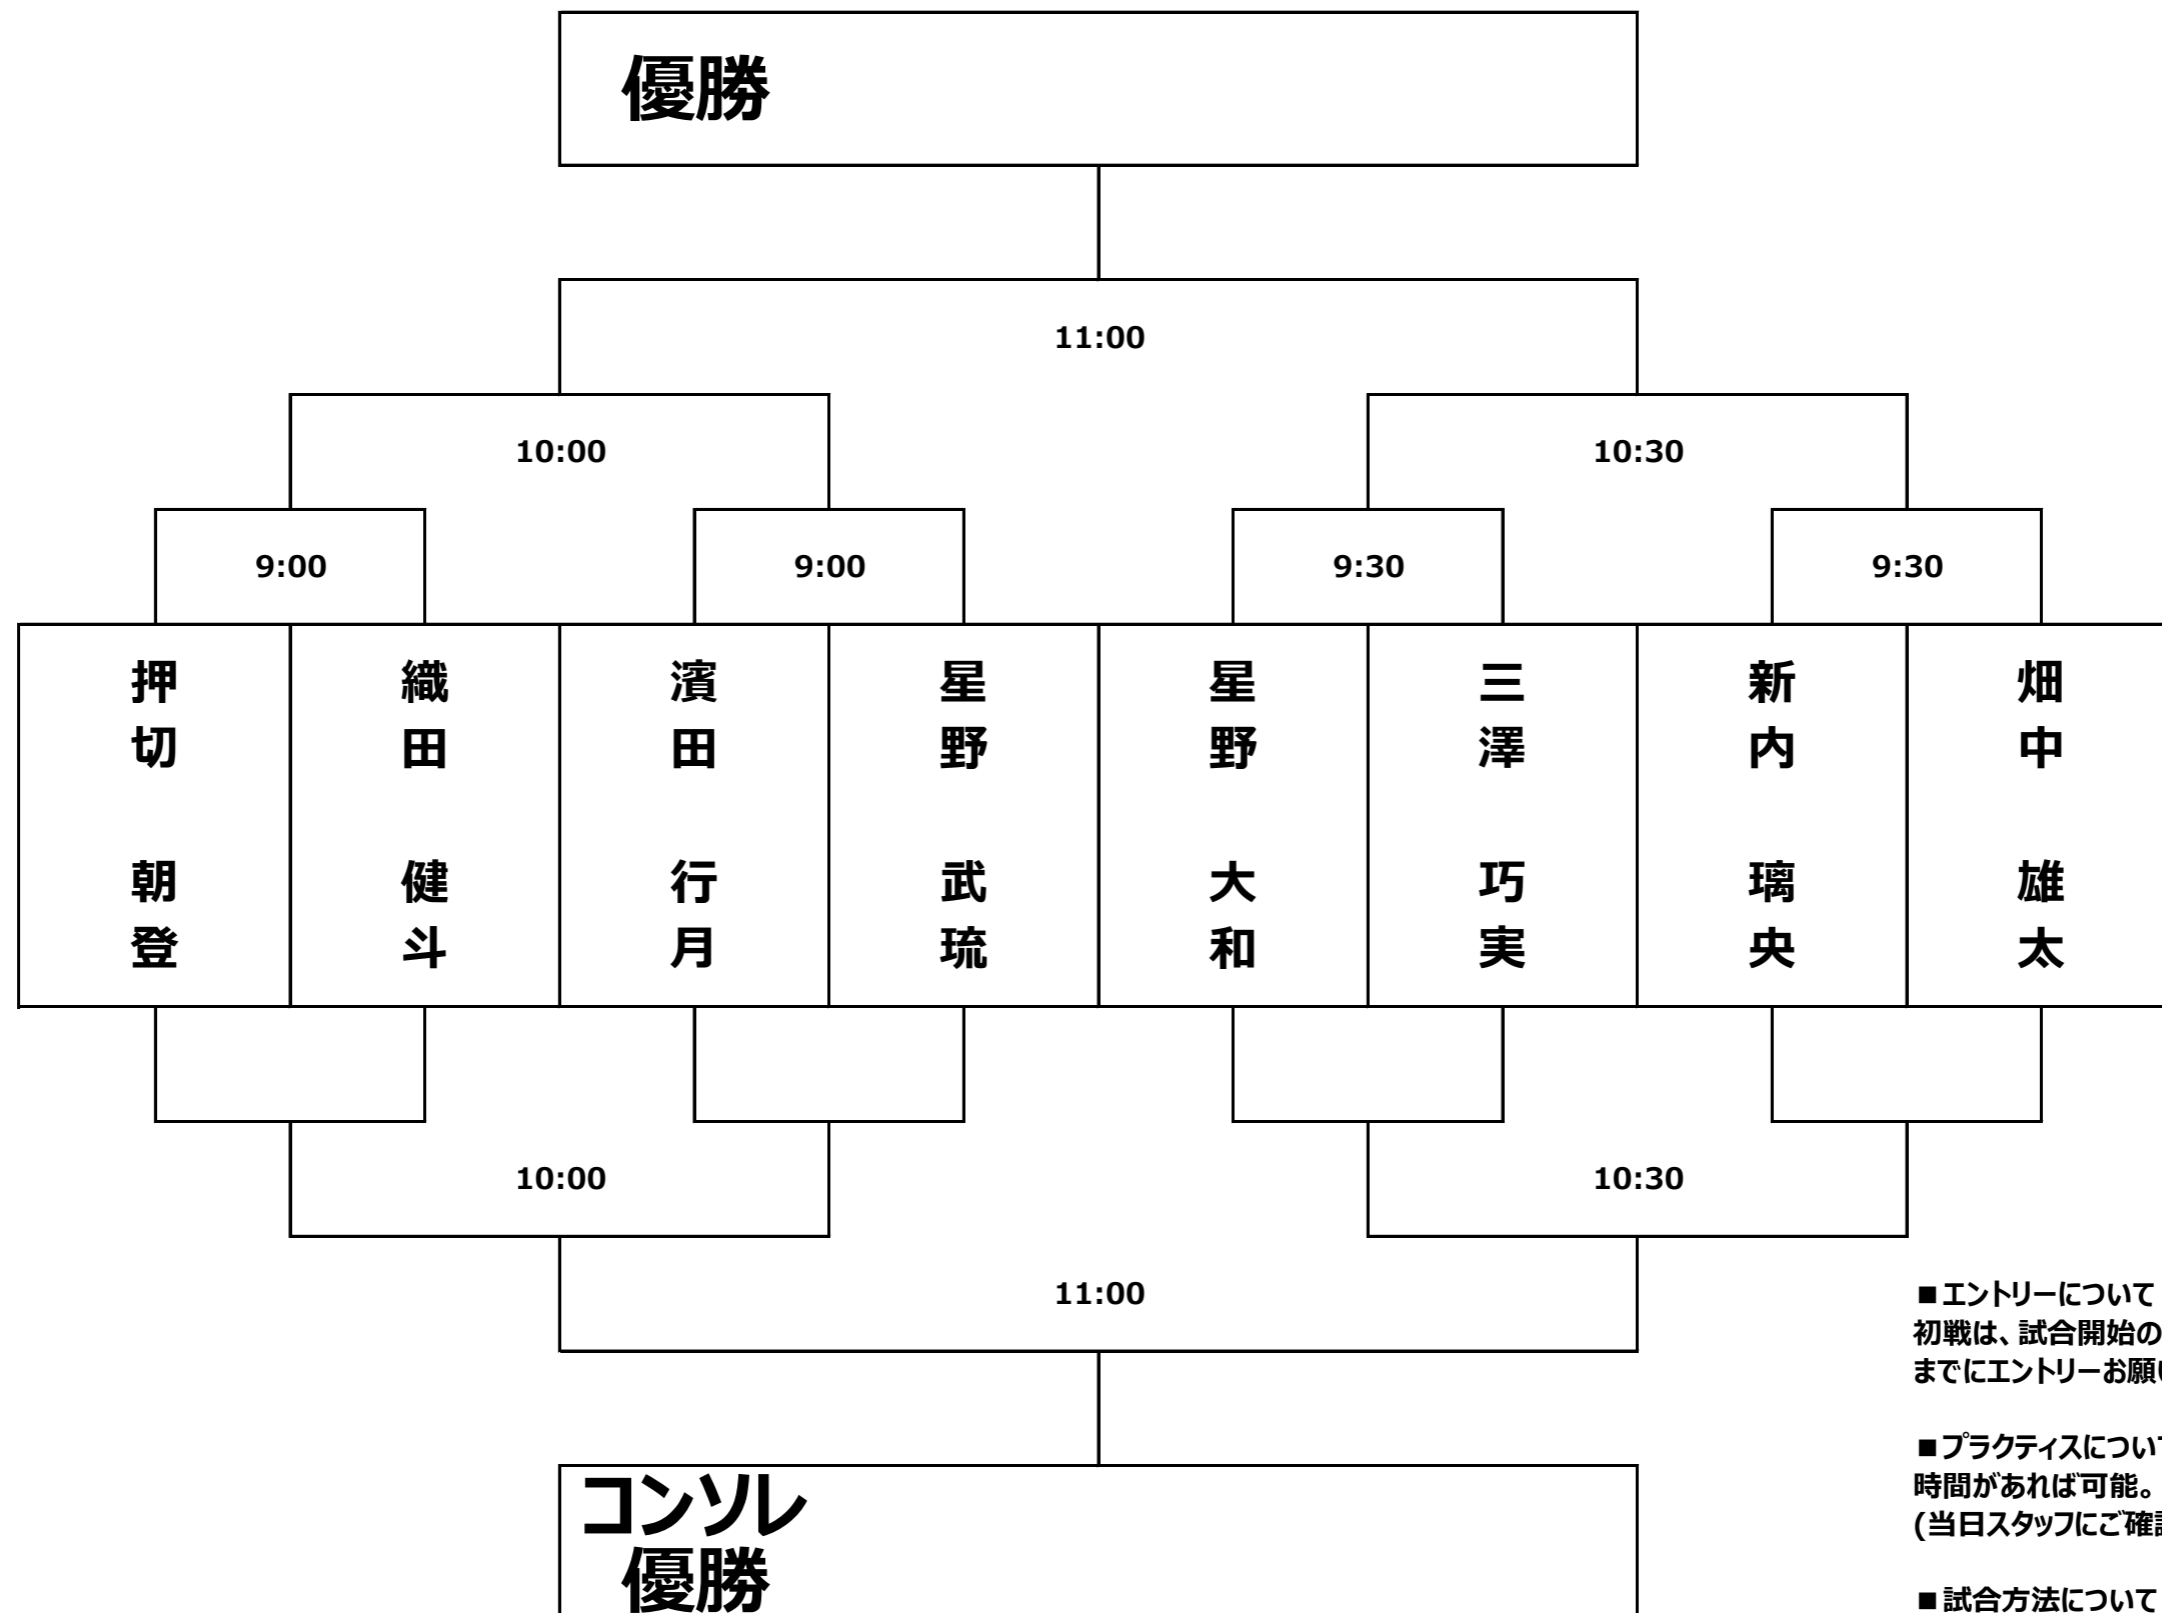 優勝
11:00
10:00
10:30
9:00
9:00
9:30
9:30
押切 朝登
織田 健斗
濱田 行月
星野 武琉
星野 大和
三澤 巧実
新内 璃央
畑中 雄太
10:00
10:30
11:00
■エントリーについて
初戦は、試合開始の
までにエントリーお願い
■プラクティスについて
時間があれば可能。
(当日スタッフにご確認
■試合方法について
コンソレ
優勝